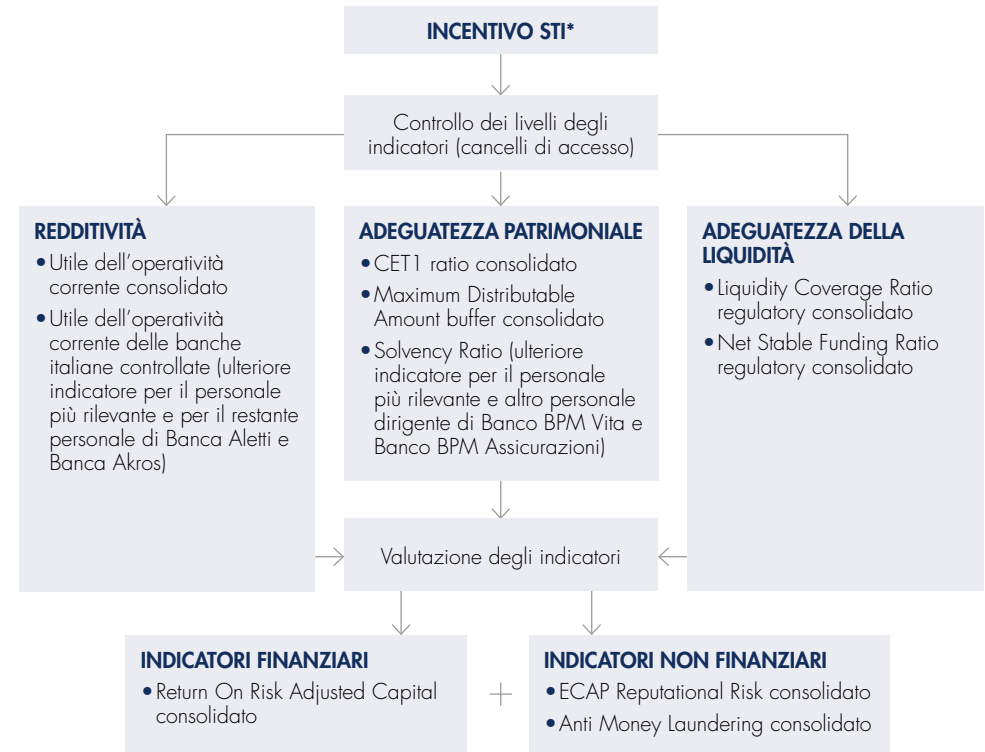 INCENTIVO STI*
Controllo dei livelli degli
indicatori (cancelli di accesso)
REDDITIVITÀ
•Utile dell'operatività
corrente consolidato
•Utile dell'operatività
corrente delle banche
italiane controllate (ulteriore
indicatore per il personale
più rilevante e per il restante
personale di Banca Aletti e
Banca Akros)
ADEGUATEZZA PATRIMONIALE
•CET1 ratio consolidato
•Maximum Distributable
Amount buffer consolidato
•Solvency Ratio (ulteriore
indicatore per il personale
più rilevante e altro personale
dirigente di Banco BPM Vita e
Banco BPM Assicurazioni)
ADEGUATEZZA DELLA
LIQUIDITÀ
•Liquidity Coverage Ratio
regulatory consolidato
•Net Stable Funding Ratio
regulatory consolidato
Valutazione degli indicatori
INDICATORI FINANZIARI
•Return On Risk Adjusted Capital
consolidato
+
INDICATORI NON FINANZIARI
•ECAP Reputational Risk consolidato
•Anti Money Laundering consolidato